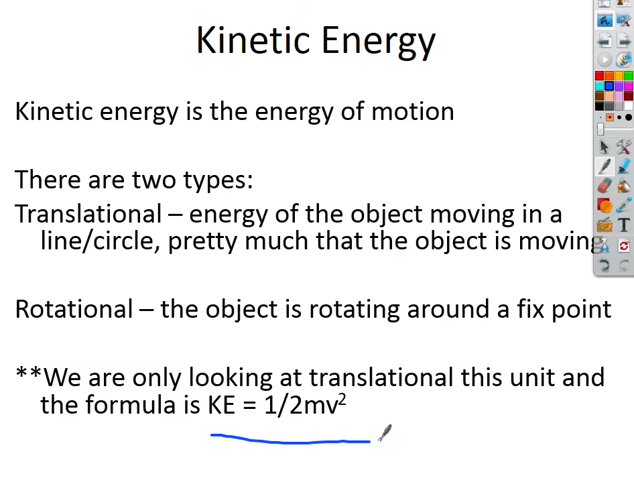 Kinetic Energy
Kinetic energy is the energy of motion
There are two types:
Translational – energy of the object moving in a
line/circle, pretty much that the object is moving
Rotational – the object is rotating around a fix point
**We are only looking at translational this unit and
the formula is KE = 1/2mv²